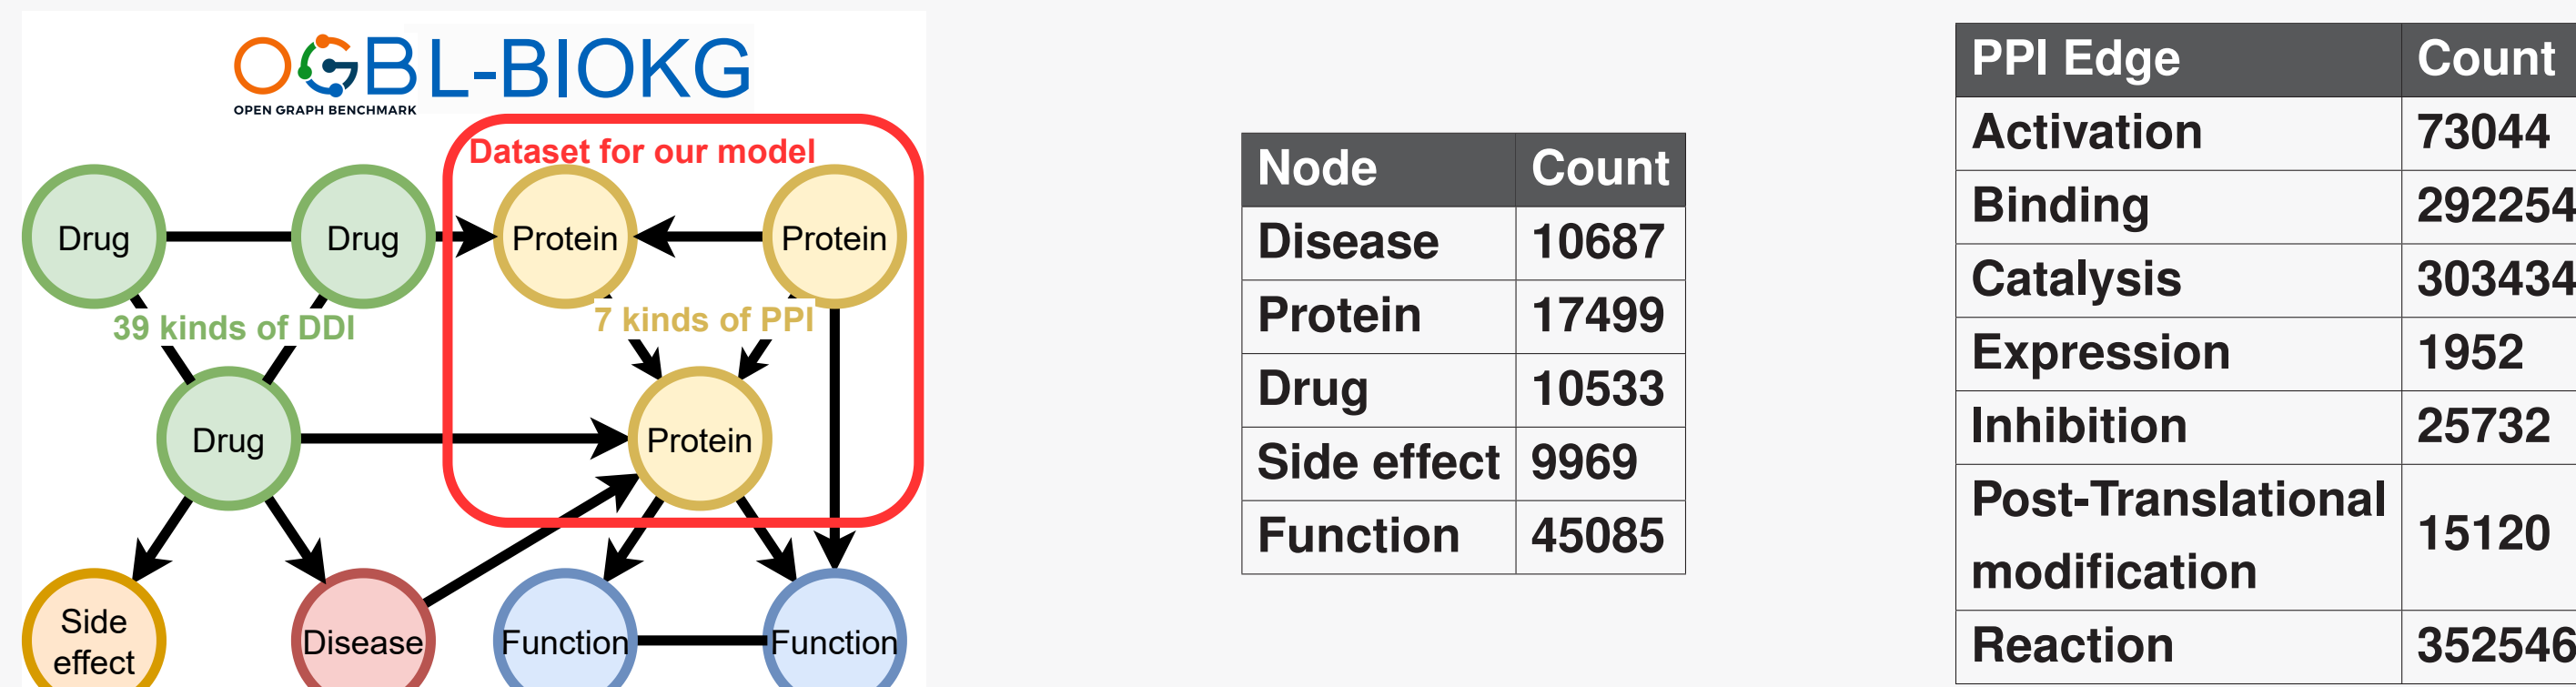 OGB L-BIOKG
OPEN GRAPH BENCHMARK
Dataset for our model
Drug
Drug
Protein
Protein
39 kinds of DDI
7 kinds of PPI
Drug
Protein
Side
effect
Disease
Function
Function
Node Count
Disease 10687
Protein 17499
Drug 10533
Side effect 9969
Function 45085
PPI Edge Count
Activation 73044
Binding 292254
Catalysis 303434
Expression 1952
Inhibition 25732
Post-Translational
modification 15120
Reaction 352546